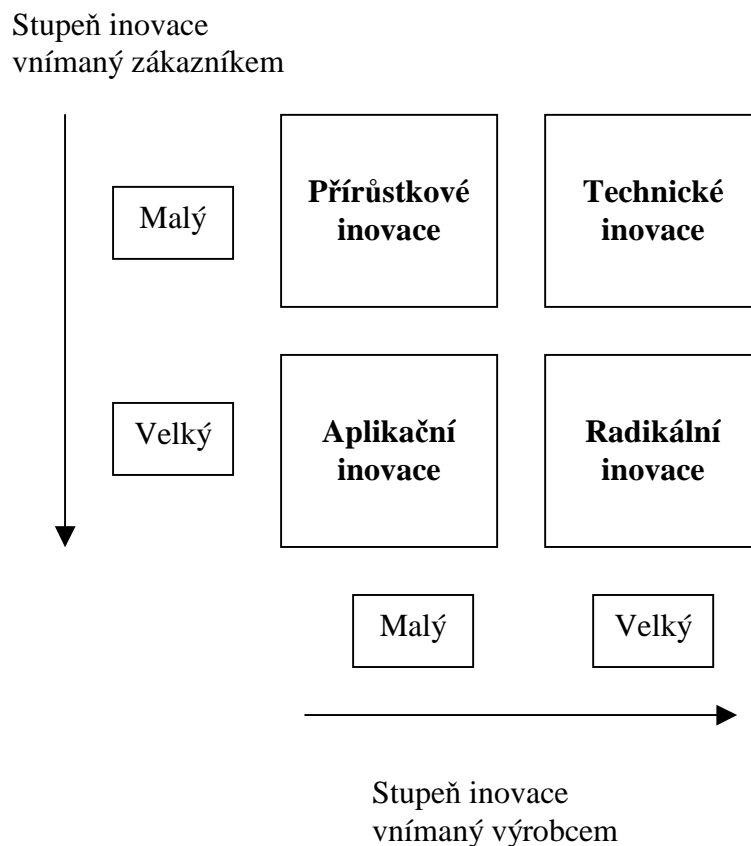 Stupeň inovace
vnímaný zákazníkem
Malý
Přírůstkové
inovace
Technické
inovace
Velký
Aplikační
inovace
Radikální
inovace
Malý
Velký
Stupeň inovace
vnímaný výrobcem